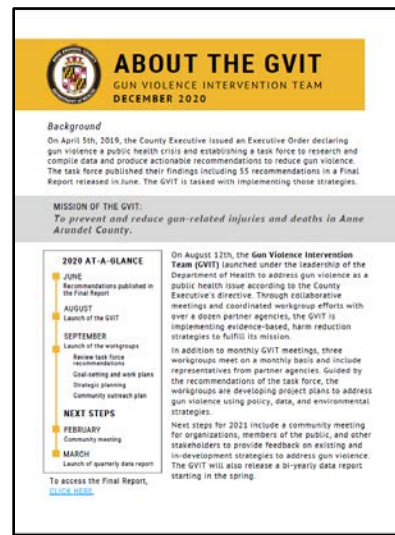 ABOUT THE GVIT
GUN VIOLENCE INTERVENTION TEAM
DECEMBER 2020
Background
On April 5th, 2019, the County Executive issued an Executive Order declaring
gun violence a public health crisis and establishing a task force to research and
compile data and produce actionable recommendations to reduce gun violence.
The task force published their findings including 55 recommendations in a Final
Report released in June. The GVIT is tasked with implementing those strategies.
MISSION OF THE GVIT:
To prevent and reduce gun-related injuries and deaths in Anne
Arundel County.
2020 AT-A-GLANCE
JUNE
Recommendations published in
the Final Report
AUGUST
Launch of the GVIT
SEPTEMBER
Launch of the workgroups
Review task force
recommendations
Goal-setting and work plans
Strategic planning
Community outreach plan
NEXT STEPS
FEBRUARY
Community meeting
MARCH
Launch of quarterly data report
To access the Final Report,
CLICK HERE.
On August 12th, the Gun Violence Intervention
Team (GVIT) launched under the leadership of the
Department of Health to address gun violence as a
public health issue according to the County
Executive's directive. Through collaborative
meetings and coordinated workgroup efforts with
over a dozen partner agencies, the GVIT is
implementing evidence-based, harm reduction
strategies to fulfill its mission.
In addition to monthly GVIT meetings, three
workgroups meet on a monthly basis and include
representatives from partner agencies. Guided by
the recommendations of the task force, the
workgroups are developing project plans to address
gun violence using policy, data, and environmental
strategies.
Next steps for 2021 include a community meeting
for organizations, members of the public, and other
stakeholders to provide feedback on existing and
in-development strategies to address gun violence.
The GVIT will also release a bi-yearly data report
starting in the spring.